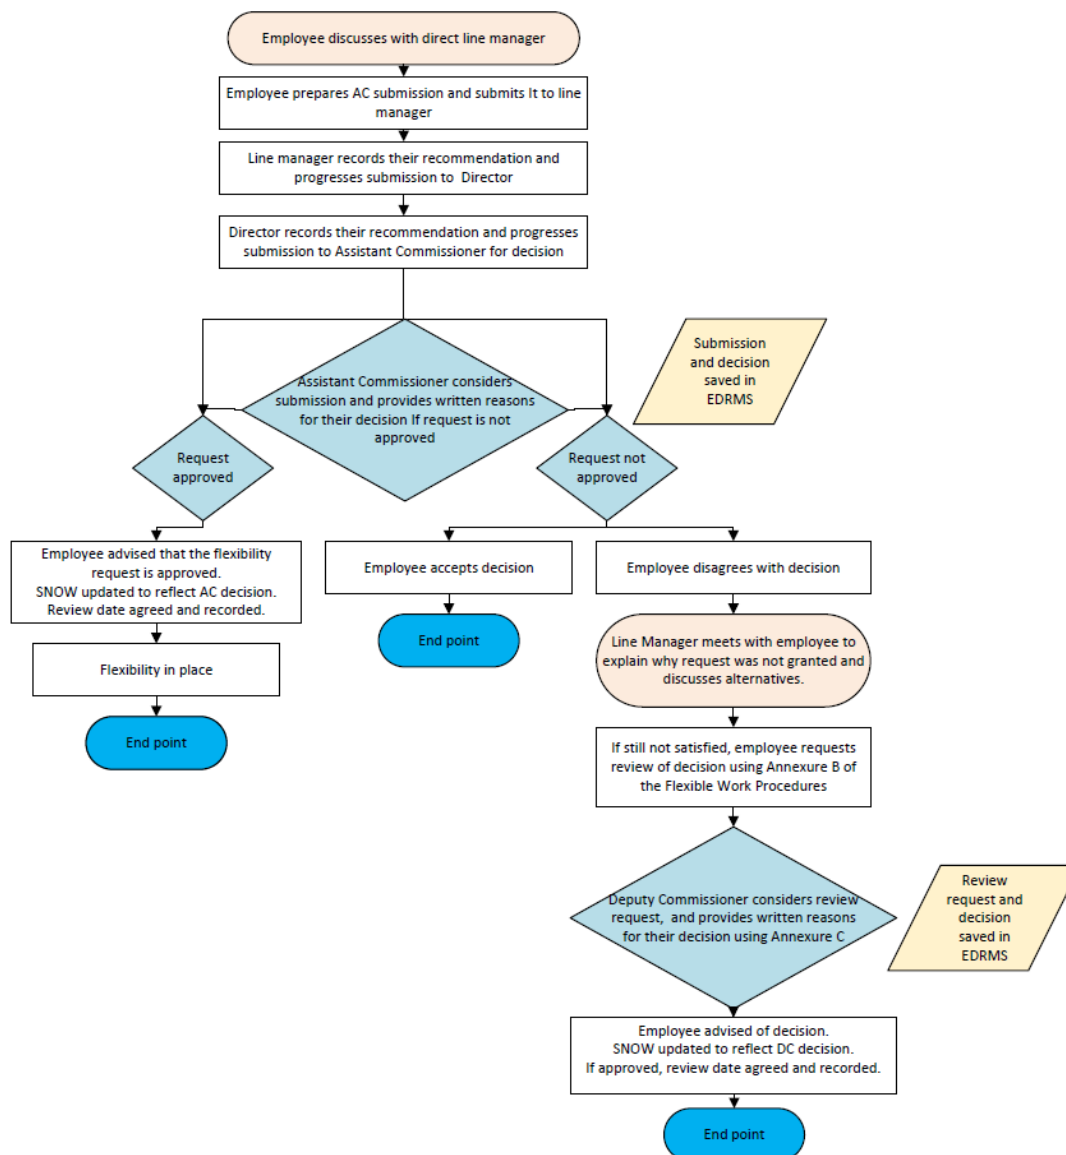 Employee discusses with direct line manager
Employee prepares AC submission and submits It to line
manager
Line manager records their recommendation and
progresses submission to Director
Director records their recommendation and progresses
submission to Assistant Commissioner for decision
Assistant Commissioner considers
submission and provides written reasons
for their decision If request is not
approved
Submission
and decision
saved in
EDRMS
Request
approved
Request not
approved
Employee advised that the flexibility
request is approved.
SNOW updated to reflect AC decision.
Review date agreed and recorded.
Employee accepts decision
Employee disagrees with decision
Flexibility in place
End point
End point
Line Manager meets with employee to
explain why request was not granted and
discusses alternatives.
If still not satisfied, employee requests
review of decision using Annexure B of
the Flexible Work Procedures
Deputy Commissioner considers review
request, and provides written reasons
for their decision using Annexure C
Review
request and
decision
saved in
EDRMS
Employee advised of decision.
SNOW updated to reflect DC decision.
If approved, review date agreed and recorded.
End point